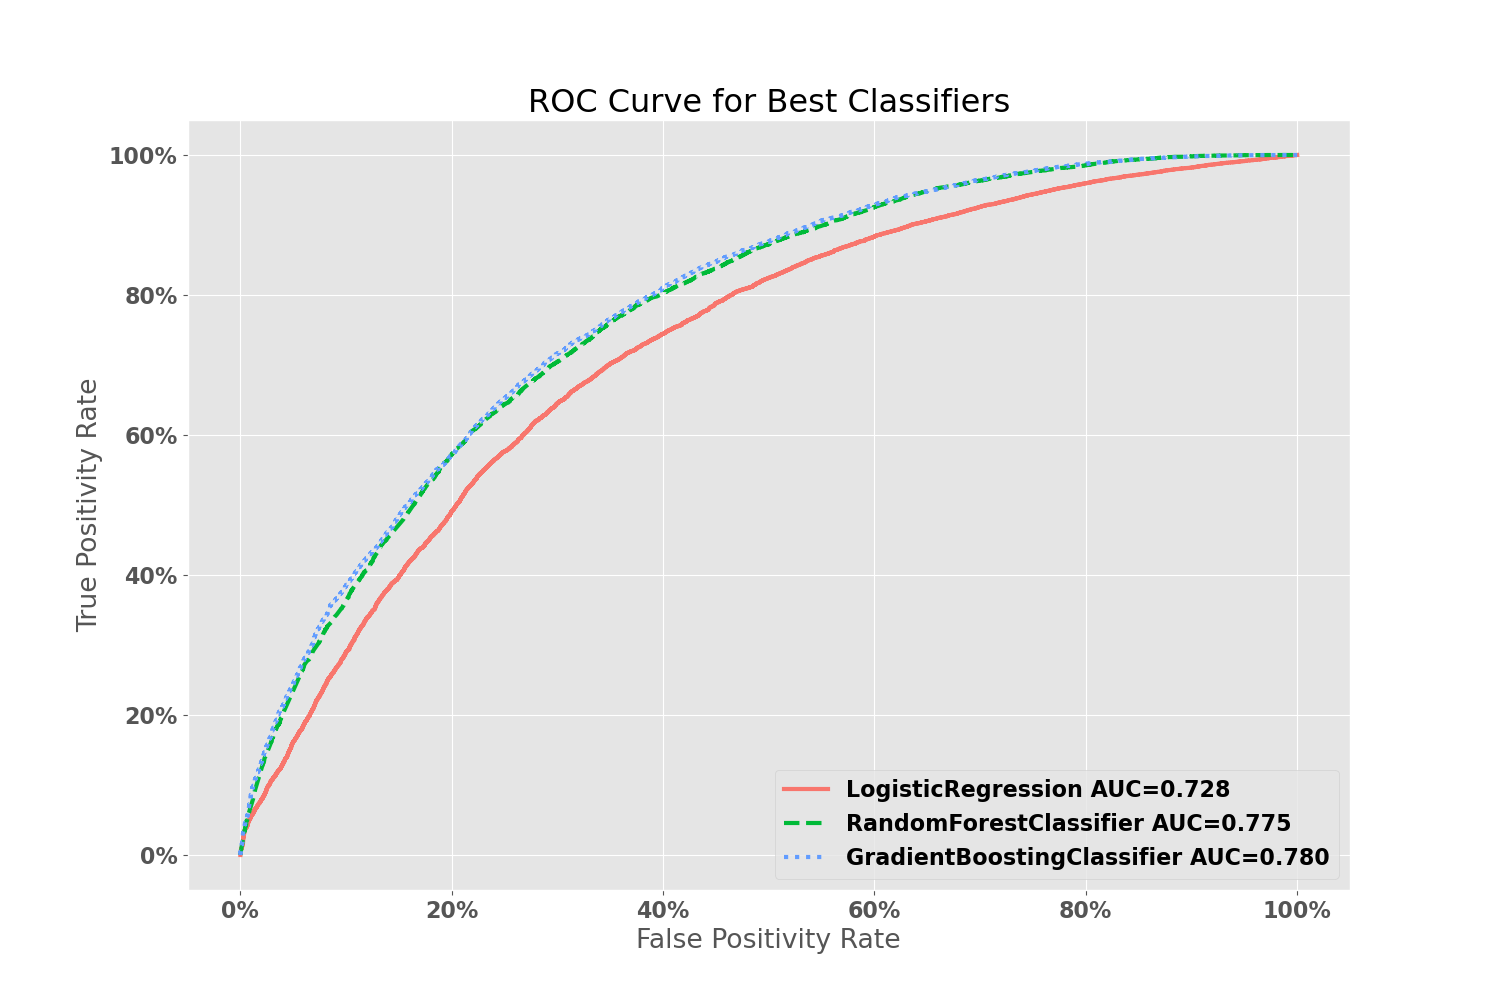 ROC Curve for Best Classifiers
True Positivity Rate
100%
80%
60%
40%
20%
0%
LogisticRegression AUC=0.728
RandomForestClassifier AUC=0.775
GradientBoostingClassifier AUC=0.780
0% 20% 40% 60% 80% 100%
False Positivity Rate